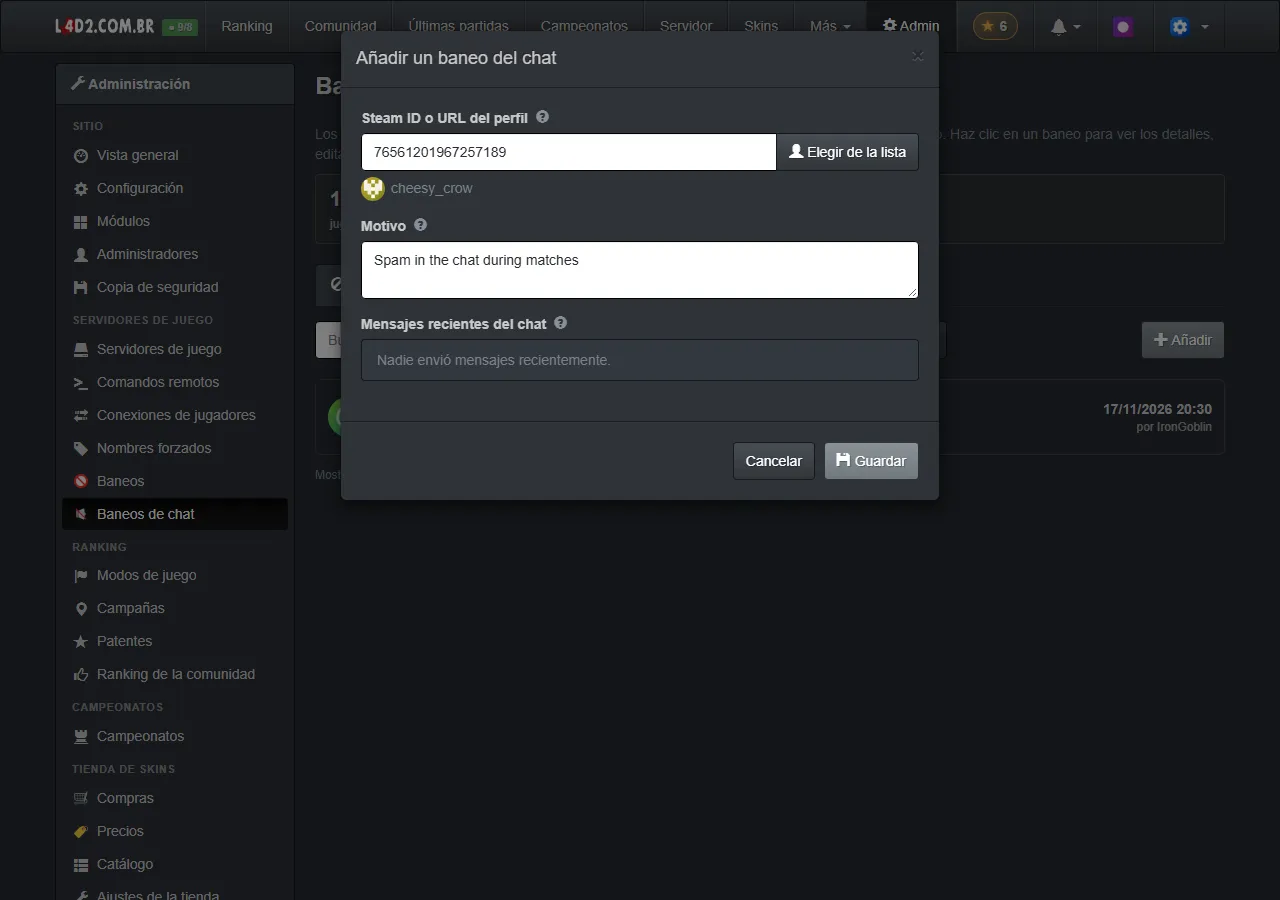 L4D2.COM.BR 9/8 Ranking Comunidad Últimas partidas Campeonatos Servidor Skins Más Admin 6
Administración
SITIO
Vista general
Configuración
Módulos
Administradores
Copia de seguridad
SERVIDORES DE JUEGO
Servidores de juego
Comandos remotos
Conexiones de jugadores
Nombres forzados
Baneos
Baneos de chat
RANKING
Modos de juego
Campañas
Patentes
Ranking de la comunidad
CAMPEONATOS
Campeonatos
TIENDA DE SKINS
Compras
Precios
Catálogo
Ajustes de la tienda
Los
Haz clic en un baneo para ver los detalles,
Añadir
17/11/2026 20:30
por IronGoblin
Añadir un baneo del chat
Steam ID o URL del perfil
76561201967257189 Elegir de la lista
cheesy_crow
Motivo
Spam in the chat during matches
Mensajes recientes del chat
Nadie envió mensajes recientemente.
Cancelar Guardar